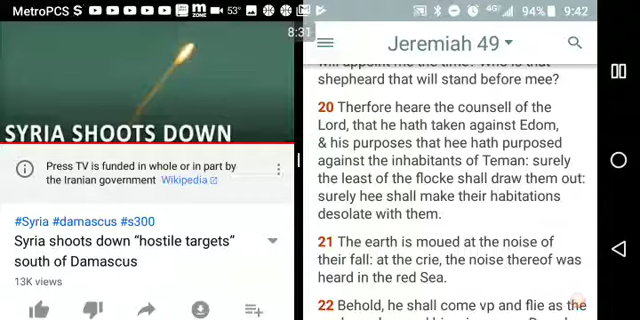 MetroPCS
53°
8:31
SYRIA SHOOTS DOWN
Press TV is funded in whole or in part by
the Iranian government Wikipedia
#Syria #damascus #s300
Syria shoots down “hostile targets“
south of Damascus
13K views
4G
94% 9:42
Jeremiah 49
shepheard that will stand before mee?
20 Therfore heare the counsell of the
Lord, that he hath taken against Edom,
& his purposes that hee hath purposed
against the inhabitants of Teman: surely
the least of the flocke shall draw them out:
surely hee shall make their habitations
desolate with them.
21 The earth is moued at the noise of
their fall: at the crie, the noise thereof was
heard in the red Sea.
22 Behold, he shall come vp and flie as the